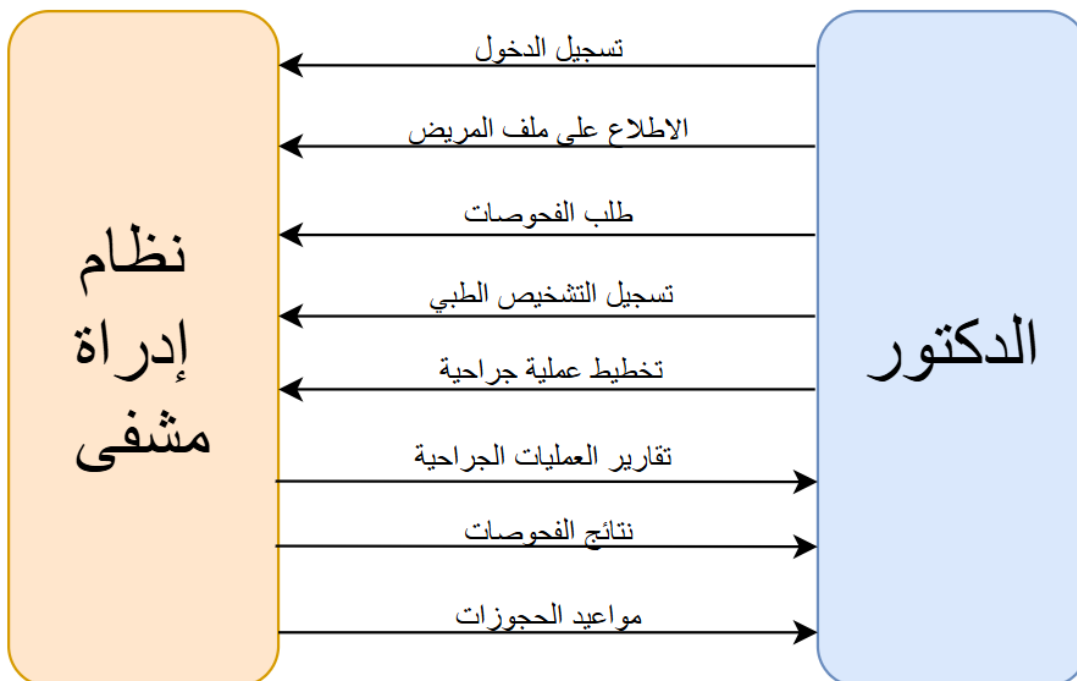 تسجيل الدخول
الاطلاع على ملف المريض
طلب الفحوصات
تسجيل التشخيص الطبي
تخطيط عملية جراحية
تقارير العمليات الجراحية
نتائج الفحوصات
مواعيد الحجوزات
الدكتور
نظام
إدراة
مشفى